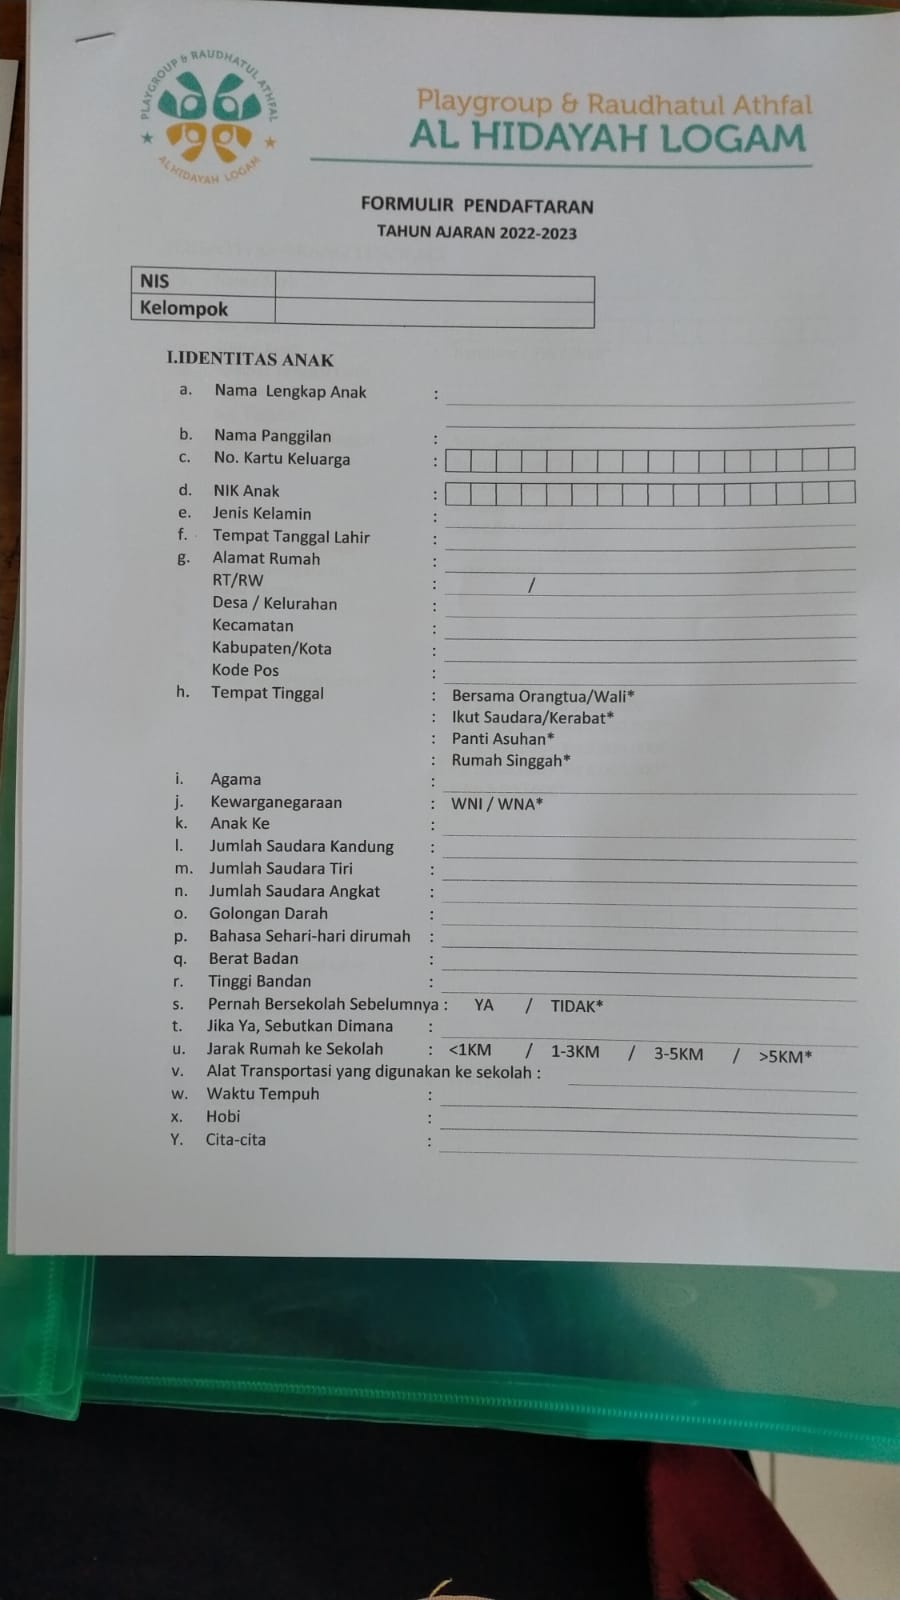 PLAYGROUP & RAUDHATUL ATHFAL
AL HIDAYAH LOGAM
Playgroup & Raudhatul Athfal
AL HIDAYAH LOGAM
FORMULIR PENDAFTARAN
TAHUN AJARAN 2022-2023
NIS
Kelompok
I.IDENTITAS ANAK
a. Nama Lengkap Anak :
b. Nama Panggilan :
c. No. Kartu Keluarga :
d. NIK Anak :
e. Jenis Kelamin :
f. Tempat Tanggal Lahir :
g. Alamat Rumah :
RT/RW : /
Desa / Kelurahan :
Kecamatan :
Kabupaten/Kota :
Kode Pos :
h. Tempat Tinggal : Bersama Orangtua/Wali*
: Ikut Saudara/Kerabat*
: Panti Asuhan*
: Rumah Singgah*
i. Agama :
j. Kewarganegaraan : WNI / WNA*
k. Anak Ke :
l. Jumlah Saudara Kandung :
m. Jumlah Saudara Tiri :
n. Jumlah Saudara Angkat :
o. Golongan Darah :
p. Bahasa Sehari-hari dirumah :
q. Berat Badan :
r. Tinggi Bandan :
s. Pernah Bersekolah Sebelumnya : YA / TIDAK*
t. Jika Ya, Sebutkan Dimana :
u. Jarak Rumah ke Sekolah : <1KM / 1-3KM / 3-5KM / >5KM*
v. Alat Transportasi yang digunakan ke sekolah :
w. Waktu Tempuh :
x. Hobi :
Y. Cita-cita :